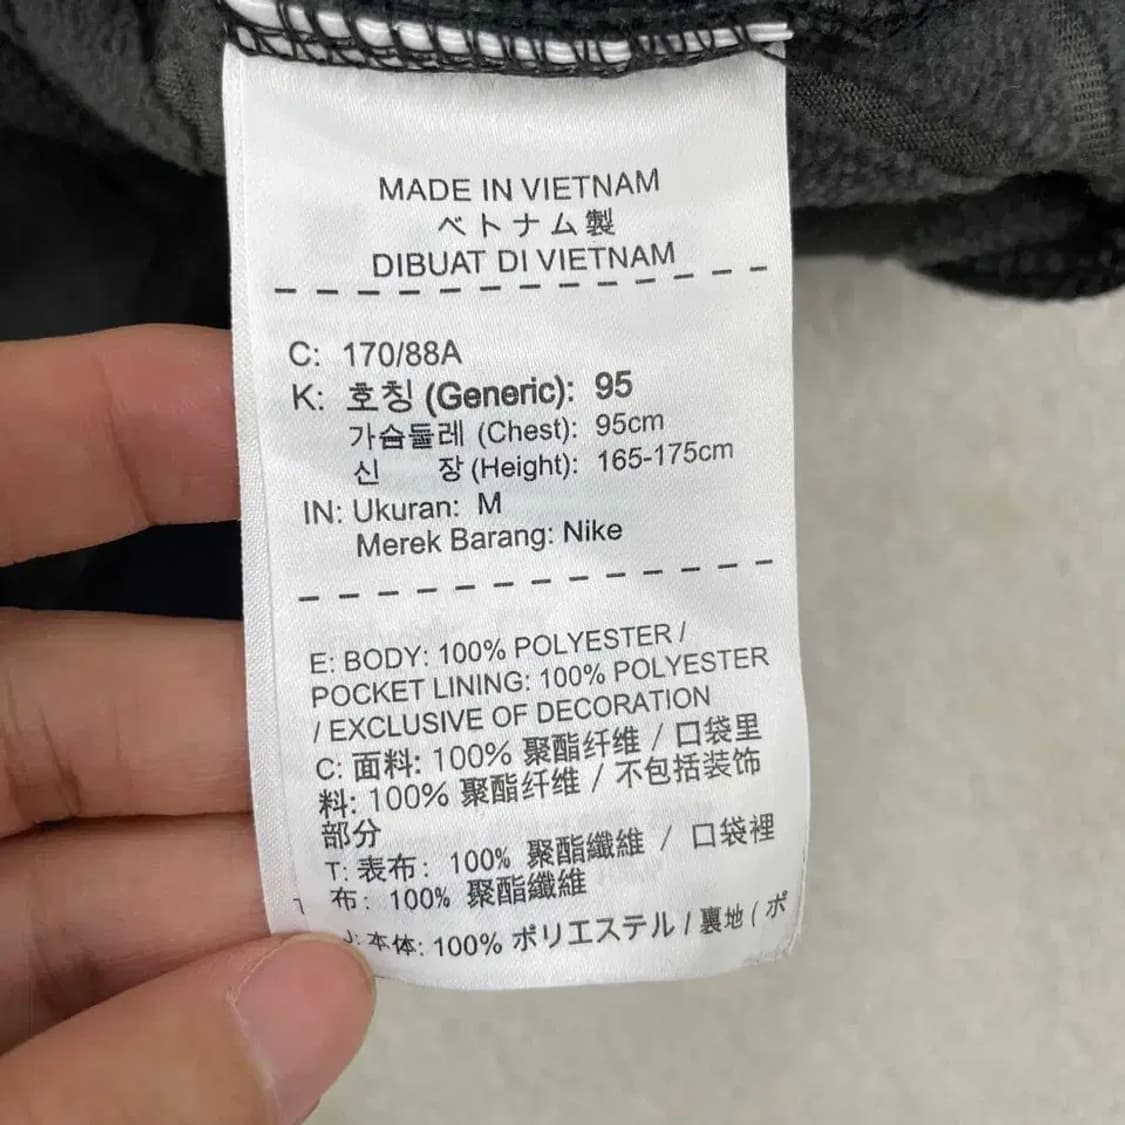 MADE IN VIETNAM
ベトナム製
DIBUAT DI VIETNAM
C: 170/88A
K: 호칭 (Generic): 95
가슴둘레 (Chest): 95cm
신 장 (Height): 165-175cm
IN: Ukuran: M
Merek Barang: Nike
E: BODY: 100% POLYESTER /
POCKET LINING: 100% POLYESTER
/ EXCLUSIVE OF DECORATION
C: 面料: 100% 聚酯纤维 / 口袋里
料: 100% 聚酯纤维 / 不包括装饰
部分
T: 表布: 100% 聚酯纖維 / 口袋裡
布: 100% 聚酯纖維
J: 本体: 100% ポリエステル / 裏地 ( ポ